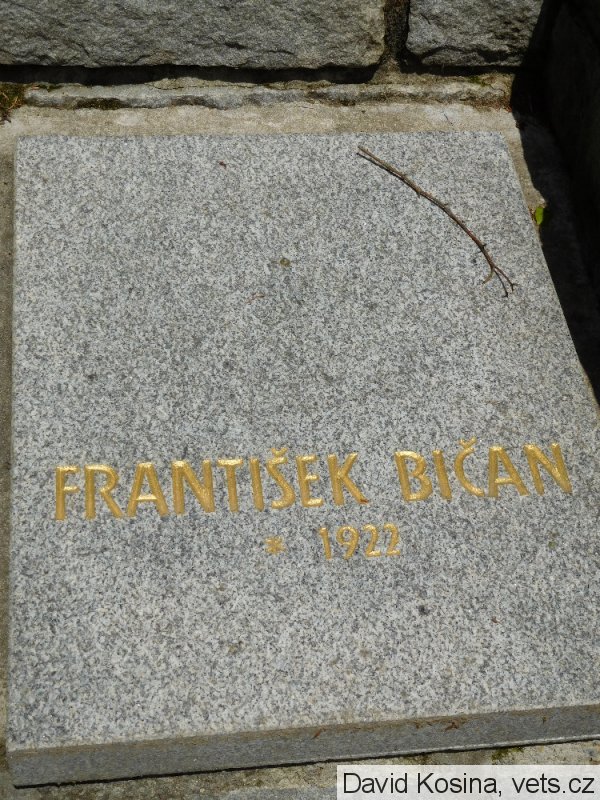 FRANTIŠEK BIČAN
* 1922
David Kosina, vets.cz